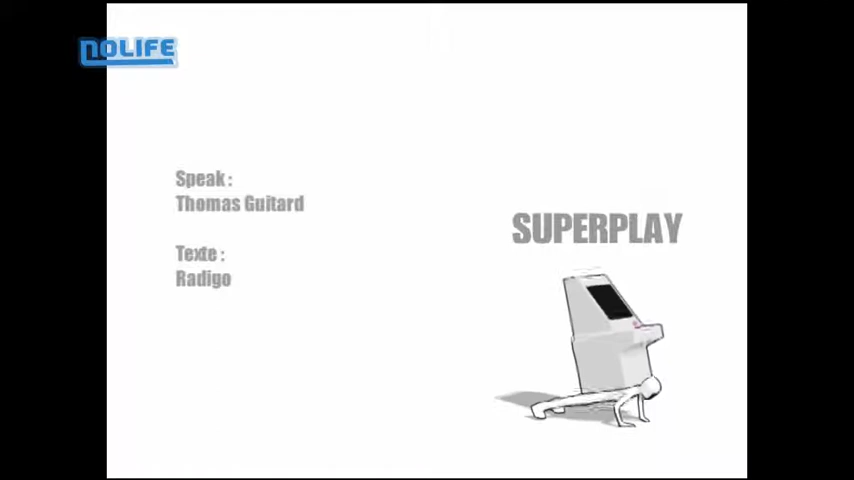 NOLIFE
Speak :
Thomas Guitard
Texte :
Radigo
SUPERPLAY